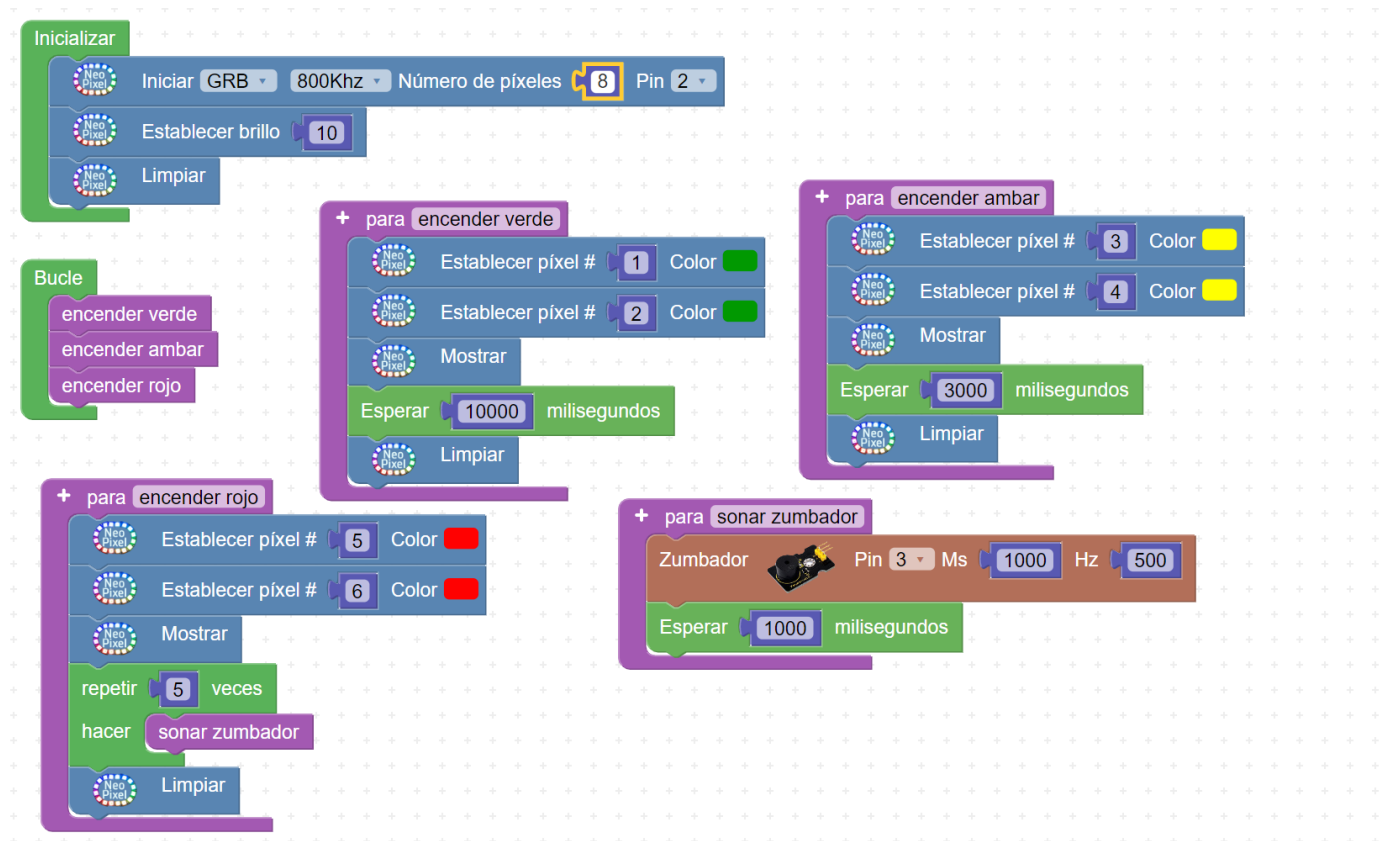 Inicializar
Neo Pixel Iniciar GRB 800Khz Número de píxeles 8 Pin 2
Neo Pixel Establecer brillo 10
Neo Pixel Limpiar
Bucle
encender verde
encender ambar
encender rojo
+ para encender verde
Neo Pixel Establecer píxel # 1 Color
Neo Pixel Establecer píxel # 2 Color
Neo Pixel Mostrar
Esperar 10000 milisegundos
Neo Pixel Limpiar
+ para encender ambar
Neo Pixel Establecer píxel # 3 Color
Neo Pixel Establecer píxel # 4 Color
Neo Pixel Mostrar
Esperar 3000 milisegundos
Neo Pixel Limpiar
+ para encender rojo
Neo Pixel Establecer píxel # 5 Color
Neo Pixel Establecer píxel # 6 Color
Neo Pixel Mostrar
repetir 5 veces
hacer sonar zumbador
Neo Pixel Limpiar
+ para sonar zumbador
Zumbador Pin 3 Ms 1000 Hz 500
Esperar 1000 milisegundos